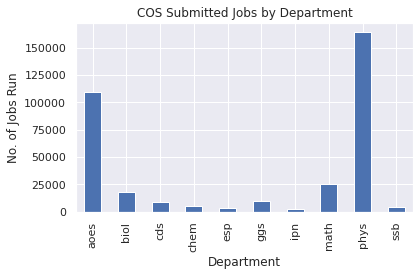 COS Submitted Jobs by Department
No. of Jobs Run
150000
125000
100000
75000
50000
25000
0
aoes
biol
cds
chem
esp
ggs
ipn
math
phys
ssb
Department